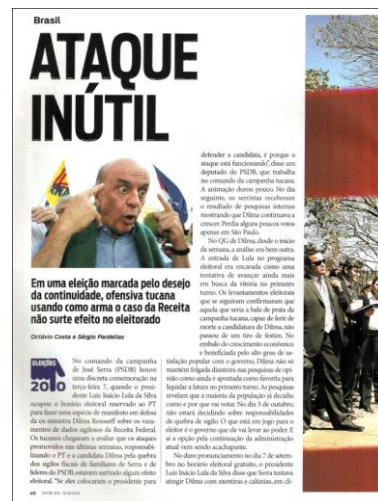 Brasil
ATAQUE
INÚTIL
Em uma eleição marcada pelo desejo
da continuidade, ofensiva tucana
usando como arma o caso da Receita
não surte efeito no eleitorado
Octávio Costa e Sérgio Pardellas
ELEIÇÕES
2010
No comando da campanha
de José Serra (PSDB) houve
uma discreta comemoração na
terça-feira 7, quando o presi-
dente Luiz Inácio Lula da Silva
ocupou o horário eleitoral reservado ao PT
para fazer uma espécie de manifesto em defesa
da ex-ministra Dilma Rousseff sobre os vaza-
mentos de dados sigilosos da Receita Federal.
Os tucanos chegaram a avaliar que os ataques
promovidos nas últimas semanas, responsabi-
lizando o PT e a candidata Dilma pela quebra
dos sigilos fiscais de familiares de Serra e de
líderes do PSDB, estavam surtindo algum efeito
eleitoral. "Se eles colocaram o presidente para
defender a candidata, é porque o
ataque está funcionando", disse um
deputado do PSDB, que trabalha
no comando da campanha tucana.
A animação durou pouco. No dia
seguinte, os serristas receberam
o resultado de pesquisas internas
mostrando que Dilma continuava a
crescer. Perdia alguns poucos votos
apenas em São Paulo.
No QG de Dilma, desde o início
da semana, a análise era bem outra.
A entrada de Lula no programa
eleitoral era encarada como uma
tentativa de avançar ainda mais
em busca da vitória no primeiro
turno. Os levantamentos eleitorais
que se seguiram confirmaram que
aquela que seria a bala de prata da
campanha tucana, capaz de ferir de
morte a candidatura de Dilma, não
passava de um tiro de festim. No
embalo do crescimento econômico
e beneficiada pelo alto grau de sa-
tisfação popular com o governo, Dilma não só
mantém folgada dianteira nas pesquisas de opi-
nião como ainda é apontada como favorita para
liquidar a fatura no primeiro turno. As pesquisas
revelam que a maioria da população já decidiu
como e por que vai votar. No dia 3 de outubro,
não estará decidindo sobre responsabilidades
de quebra de sigilo. O que está em jogo para o
eleitor é o governo que ele vai levar ao poder. E
aí a opção pela continuação da administração
atual vem sendo acachapante.
No duro pronunciamento no dia 7 de setem-
bro no horário eleitoral gratuito, o presidente
Luiz Inácio Lula da Silva disse que Serra tentava
atingir Dilma com mentiras e calúnias, em cli-